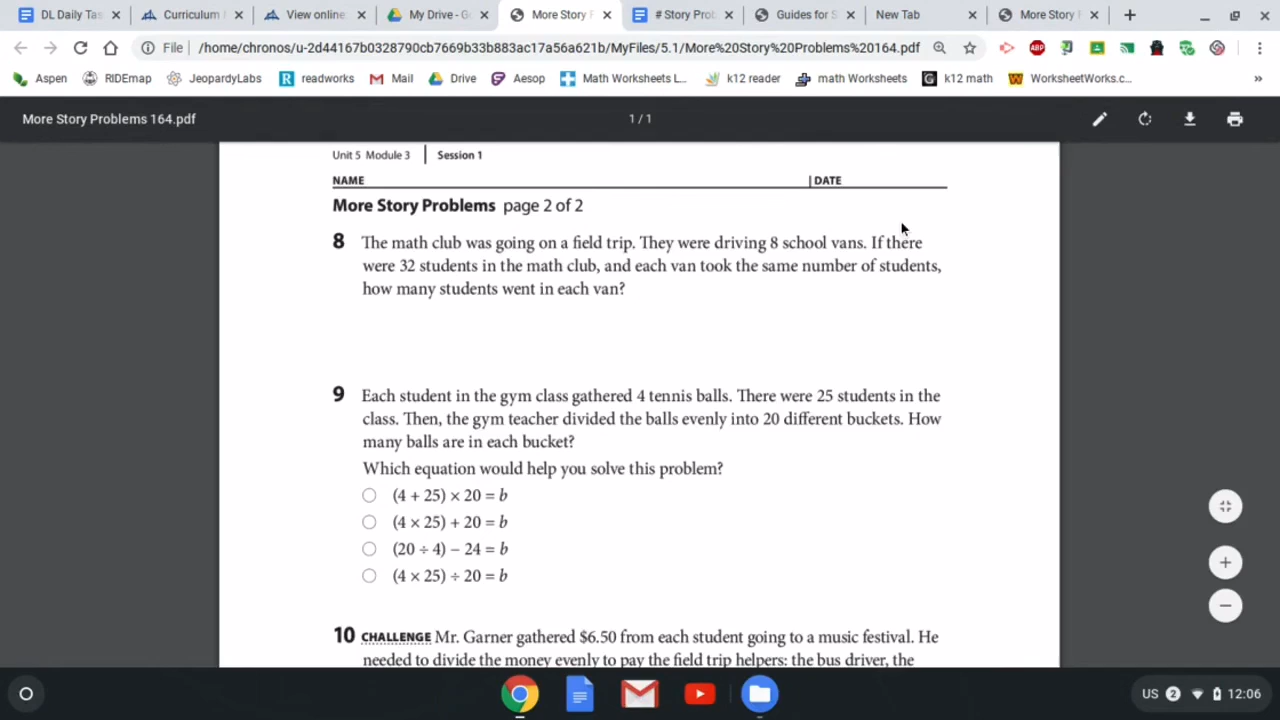 DL Daily Tas
Curriculum
View online
My Drive - G
More Story P
# Story Prob
Guides for S
New Tab
More Story
File
/home/chronos/u-2d44167b0328790cb7669b33b883ac17a56a621b/MyFiles/5.1/More%20Story%20Problems%20164.pdf
ABP
Aspen
RIDEmap
JeopardyLabs
R
readworks
Mail
Drive
Aesop
Math Worksheets L...
k12 reader
math Worksheets
k12 math
WorksheetWorks.c...
»
More Story Problems 164.pdf
1 / 1
Unit 5 Module 3 | Session 1
NAME | DATE
More Story Problems page 2 of 2
8 The math club was going on a field trip. They were driving 8 school vans. If there
were 32 students in the math club, and each van took the same number of students,
how many students went in each van?
9 Each student in the gym class gathered 4 tennis balls. There were 25 students in the
class. Then, the gym teacher divided the balls evenly into 20 different buckets. How
many balls are in each bucket?
Which equation would help you solve this problem?
(4 + 25) × 20 = b
(4 × 25) + 20 = b
(20 ÷ 4) – 24 = b
(4 × 25) ÷ 20 = b
10 CHALLENGE Mr. Garner gathered $6.50 from each student going to a music festival. He
needed to divide the money evenly to pay the field trip helpers: the bus driver, the
US 2 12:06